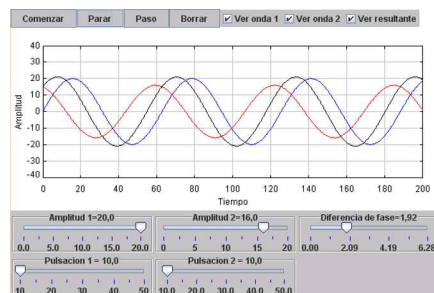 Comenzar Parar Paso Borrar Ver onda 1 Ver onda 2 Ver resultante
40
30
20
10
0
-10
-20
-30
-40
Amplitud
0 20 40 60 80 100 120 140 160 180 200
Tiempo
Amplitud 1=20,0 Amplitud 2=16,0 Diferencia de fase=1,92
0.0 5.0 10.0 15.0 20.0 0 5 10 15 20 0.00 2.09 4.19 6.28
Pulsacion 1 = 10,0 Pulsacion 2 = 10,0
10 20 30 40 50 10.0 20.0 30.0 40.0 50.0